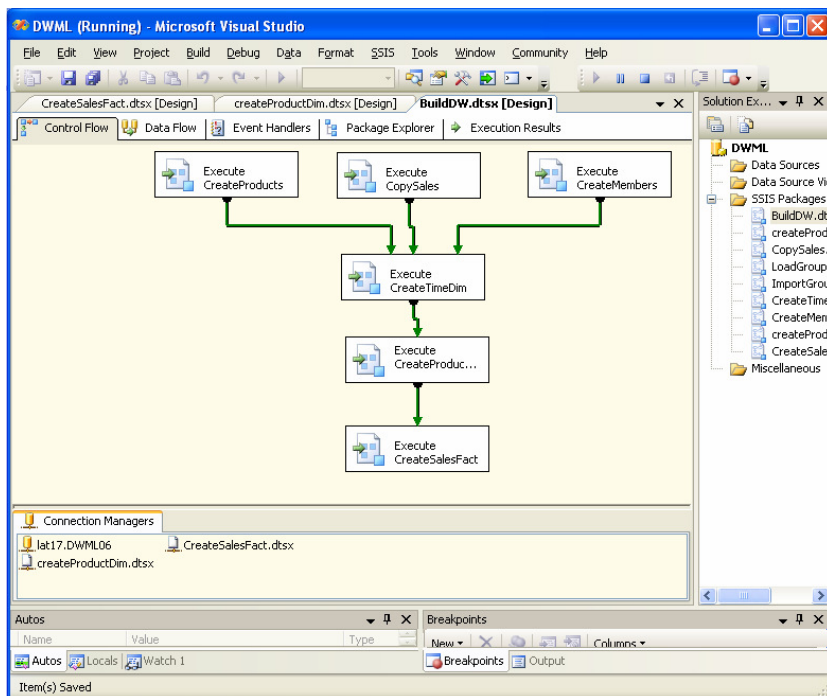 DWML (Running) - Microsoft Visual Studio
File Edit View Project Build Debug Data Format SSIS Tools Window Community Help
CreateSalesFact.dtsx [Design] createProductDim.dtsx [Design] BuildDW.dtsx [Design]
Control Flow Data Flow Event Handlers Package Explorer Execution Results
Execute
CreateProducts
Execute
CopySales
Execute
CreateMembers
Execute
CreateTimeDim
Execute
CreateProduc...
Execute
CreateSalesFact
Connection Managers
lat17.DWML06 CreateSalesFact.dtsx
createProductDim.dtsx
Solution Ex...
DWML
Data Sources
Data Source Vi
SSIS Packages
BuildDW.dt
createProd
CopySales.
LoadGroup
ImportGrou
CreateTime
CreateMen
createProd
CreateSale
Miscellaneous
Autos
Name Value Type
Autos Locals Watch 1
Breakpoints
New Columns
Breakpoints Output
Item(s) Saved